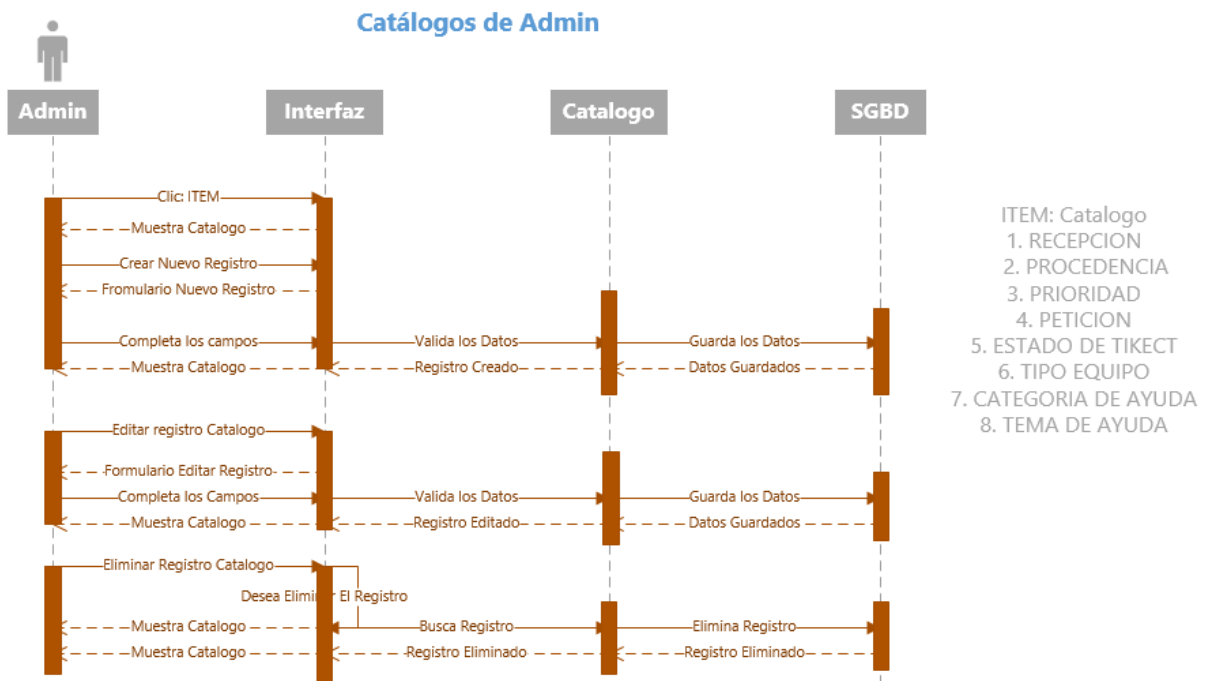 Catálogos de Admin
Admin
Interfaz
Catalogo
SGBD
Clic: ITEM
Muestra Catalogo
Crear Nuevo Registro
Fromulario Nuevo Registro
Completa los campos
Valida los Datos
Guarda los Datos
Muestra Catalogo
Registro Creado
Datos Guardados
Editar registro Catalogo
Formulario Editar Registro
Completa los Campos
Valida los Datos
Guarda los Datos
Muestra Catalogo
Registro Editado
Datos Guardados
Eliminar Registro Catalogo
Desea Eliminar El Registro
Muestra Catalogo
Busca Registro
Elimina Registro
Muestra Catalogo
Registro Eliminado
Registro Eliminado
ITEM: Catalogo
1. RECEPCION
2. PROCEDENCIA
3. PRIORIDAD
4. PETICION
5. ESTADO DE TIKECT
6. TIPO EQUIPO
7. CATEGORIA DE AYUDA
8. TEMA DE AYUDA